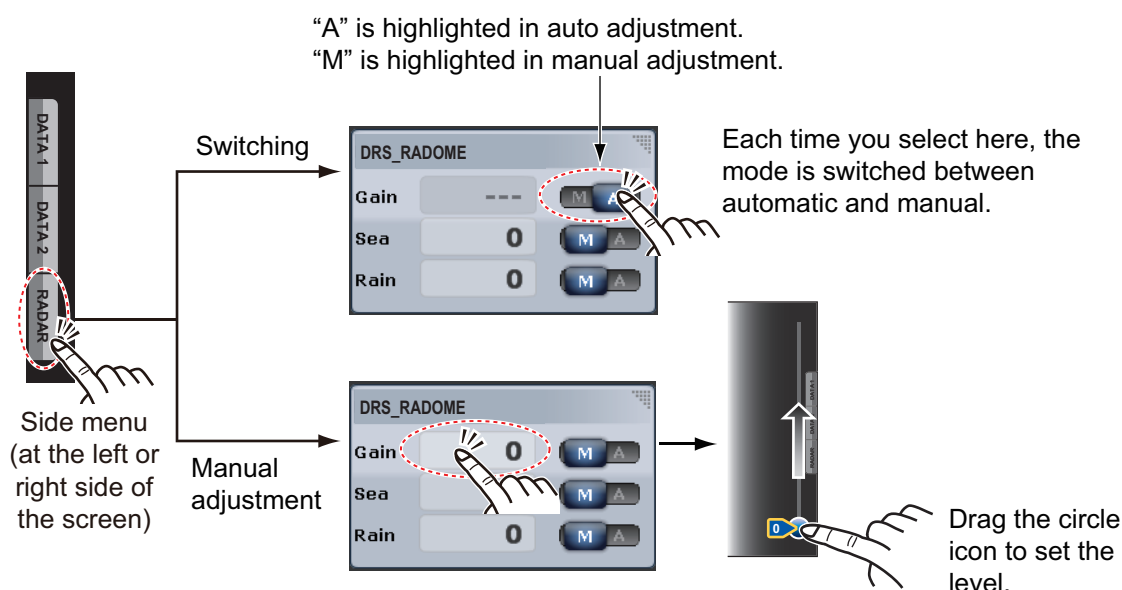 “A” is highlighted in auto adjustment.
“M” is highlighted in manual adjustment.
DATA 1
DATA 2
RADAR
Side menu
(at the left or
right side of
the screen)
Switching
DRS_RADOME
Gain --- M A
Sea 0 M A
Rain 0 M A
Each time you select here, the
mode is switched between
automatic and manual.
Manual
adjustment
DRS_RADOME
Gain 0 M A
Sea M A
Rain 0 M A
DATA 1
RADAR
0
Drag the circle
icon to set the
level.